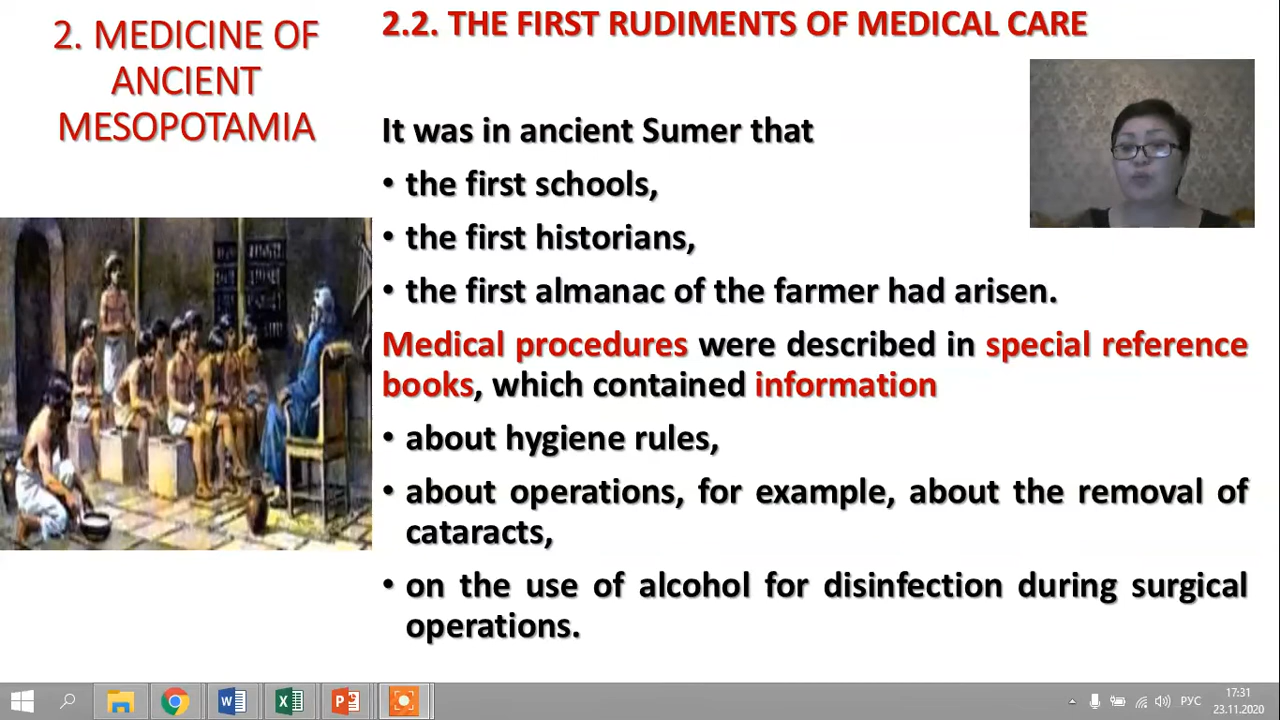 2. MEDICINE OF
ANCIENT
MESOPOTAMIA
2.2. THE FIRST RUDIMENTS OF MEDICAL CARE
It was in ancient Sumer that
• the first schools,
• the first historians,
• the first almanac of the farmer had arisen.
Medical procedures were described in special reference
books, which contained information
• about hygiene rules,
• about operations, for example, about the removal of
cataracts,
• on the use of alcohol for disinfection during surgical
operations.
РУС
17:31
23.11.2020